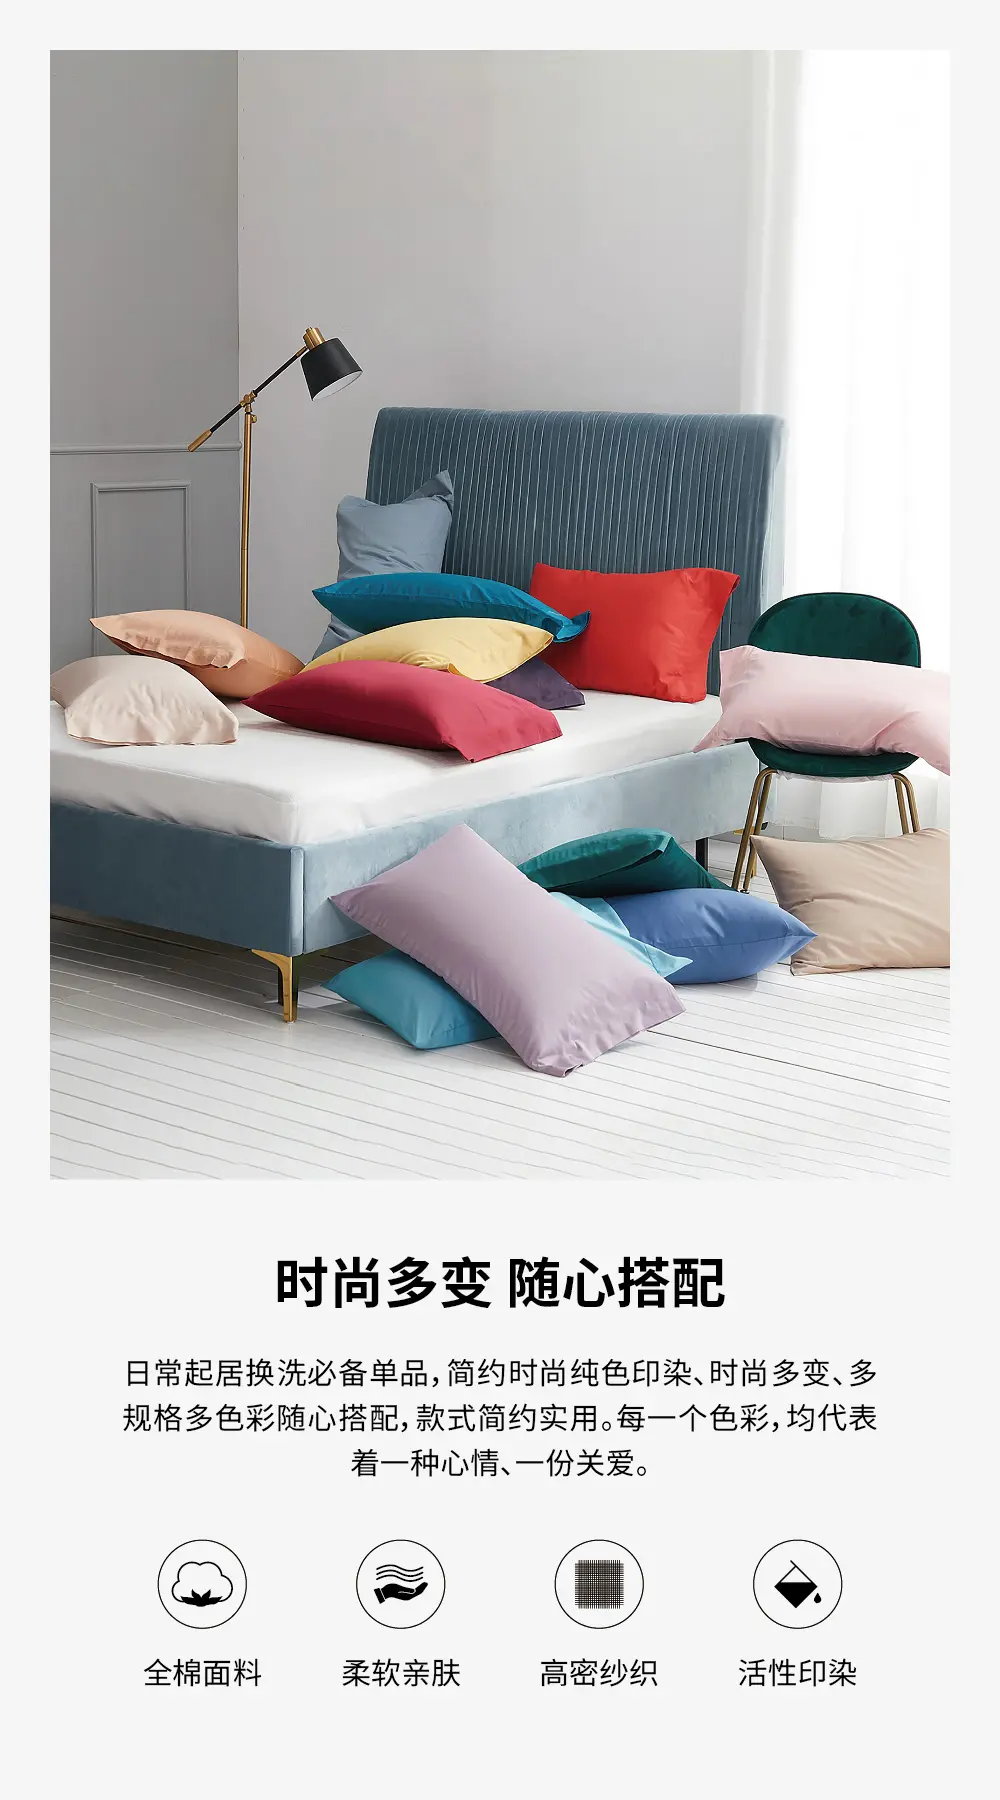 时尚多变 随心搭配
日常起居换洗必备单品，简约时尚纯色印染、时尚多变、多
规格多色彩随心搭配，款式简约实用。每一个色彩，均代表
着一种心情、一份关爱。
全棉面料 柔软亲肤 高密纱织 活性印染